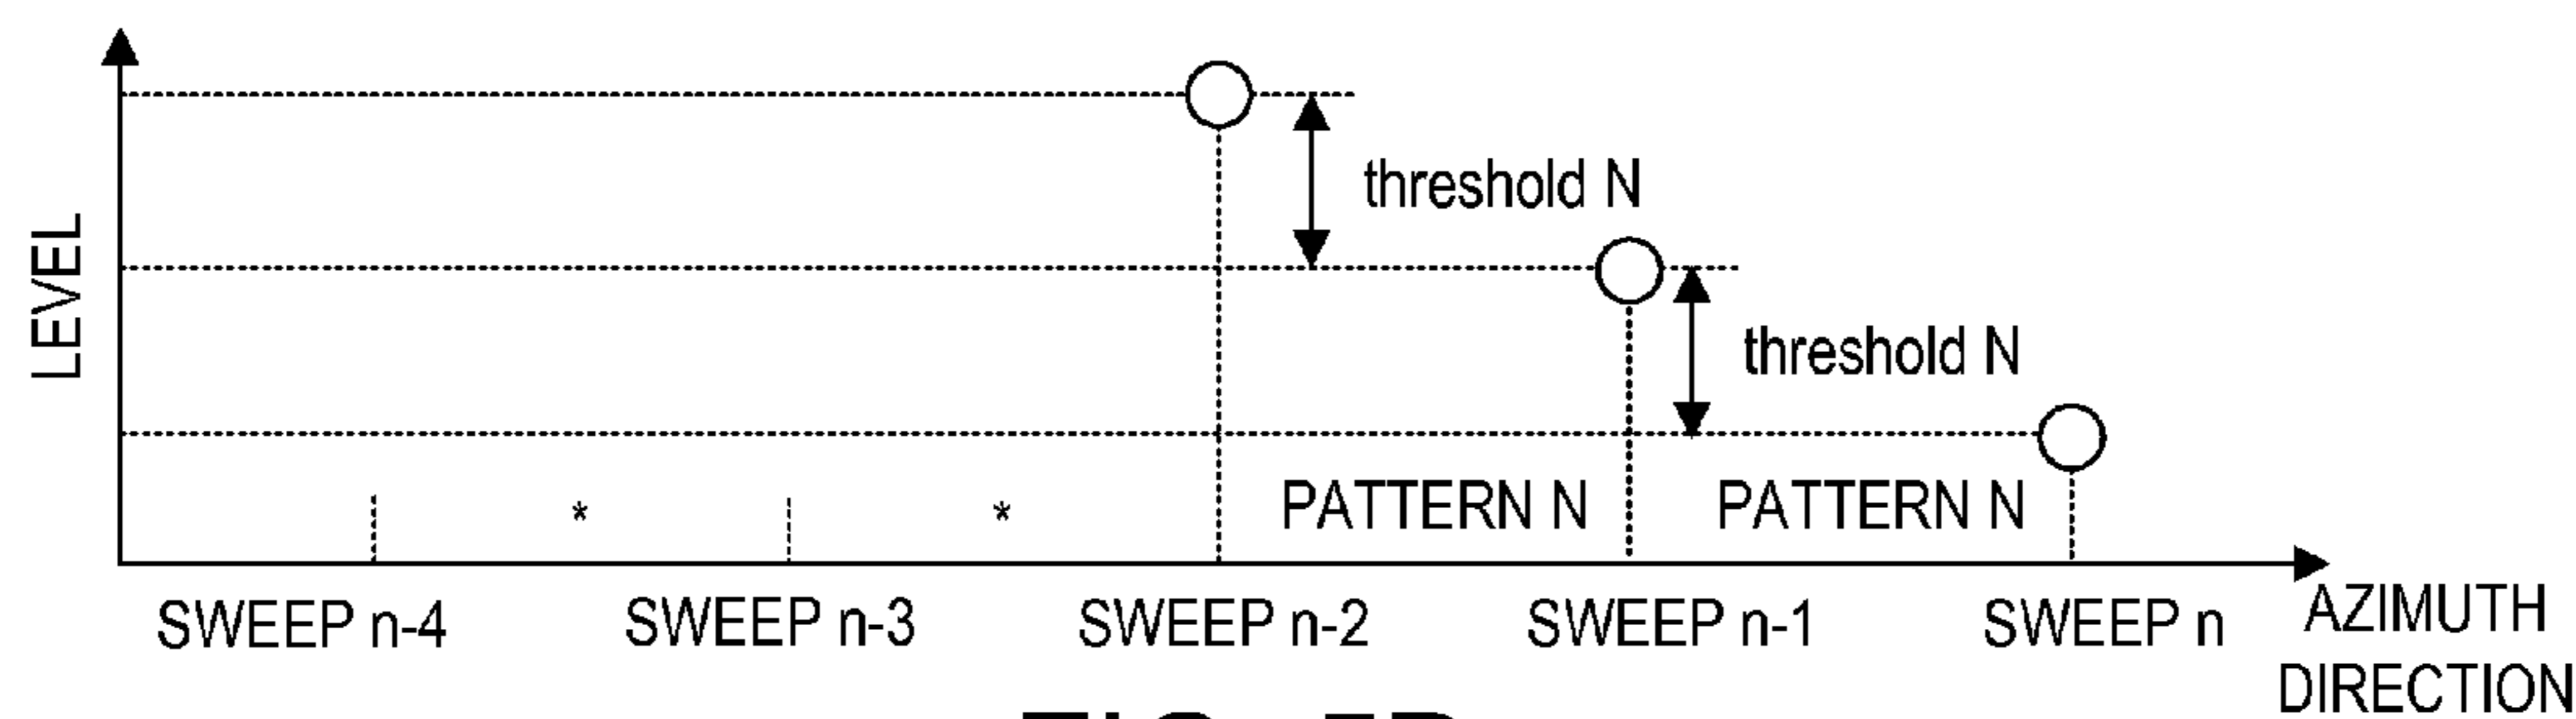 LEVEL
threshold N
threshold N
* * PATTERN N PATTERN N
SWEEP n-4 SWEEP n-3 SWEEP n-2 SWEEP n-1 SWEEP n
AZIMUTH
DIRECTION